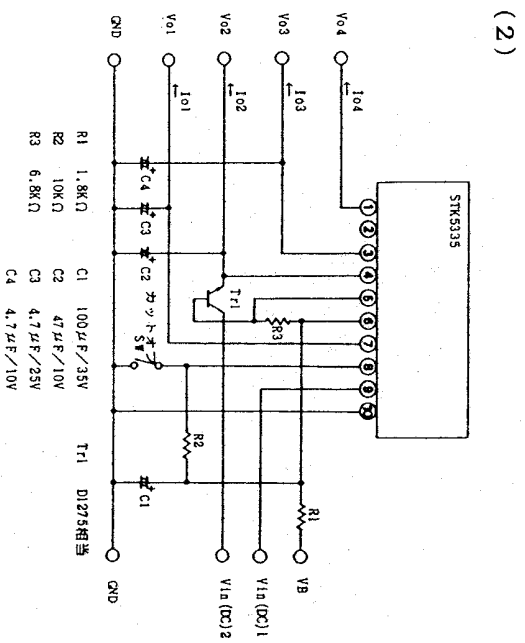 (2)
STK5335
① ② ③ ④ ⑤ ⑥ ⑦ ⑧ ⑨ ⑩
Vo4
←Io4
Vo3
←Io3
Vo2
←Io2
Vo1
←Io1
GND
Tr1
R3
R2
R1
C4
C3
C2
C1
+
+
+
+
カットオフ
SW
VB
Vin(DC)1
Vin(DC)2
GND
R1 1.8KΩ C1 100μF/35V Tr1 D1275相当
R2 10KΩ C2 47μF/10V
R3 6.8KΩ C3 4.7μF/25V
C4 4.7μF/10V